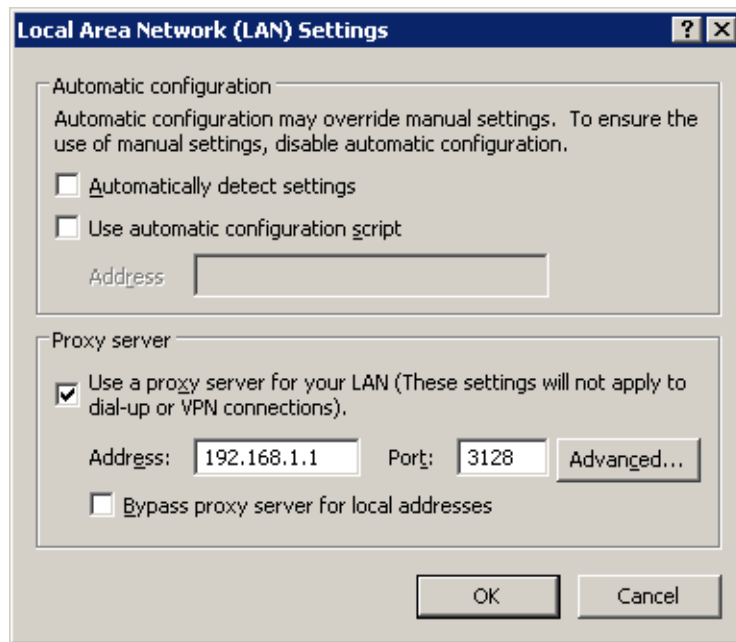 Local Area Network (LAN) Settings
Automatic configuration
Automatic configuration may override manual settings. To ensure the
use of manual settings, disable automatic configuration.
Automatically detect settings
Use automatic configuration script
Address
Proxy server
Use a proxy server for your LAN (These settings will not apply to
dial-up or VPN connections).
Address: 192.168.1.1 Port: 3128 Advanced...
Bypass proxy server for local addresses
OK Cancel